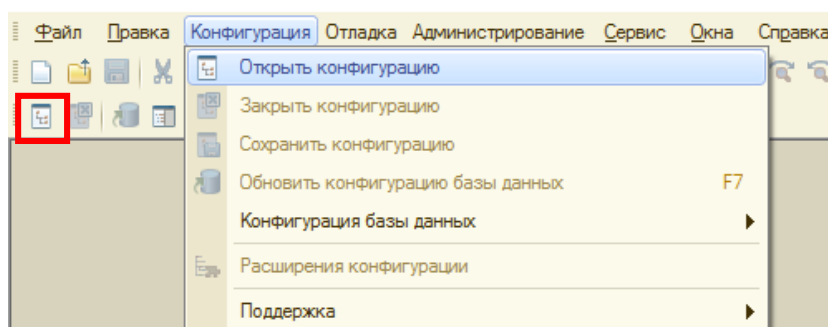 Файл Правка Конфигурация Отладка Администрирование Сервис Окна Справка
Открыть конфигурацию
Закрыть конфигурацию
Сохранить конфигурацию
Обновить конфигурацию базы данных F7
Конфигурация базы данных
Расширения конфигурации
Поддержка